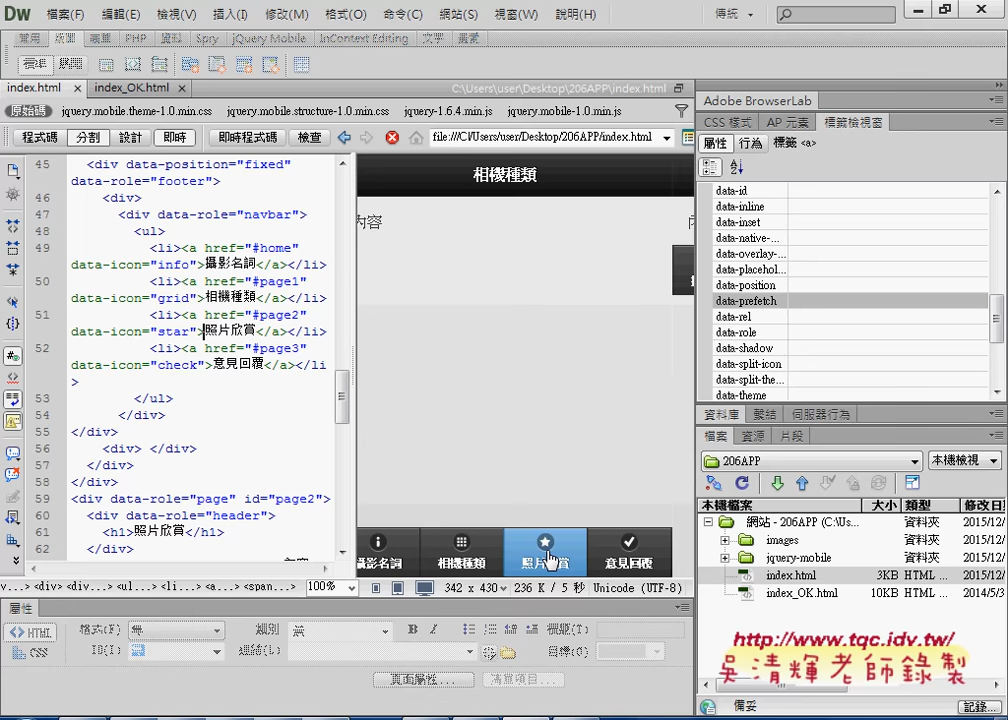 Dw 檔案(F) 編輯(E) 檢視(V) 插入(I) 修改(M) 格式(O) 命令(C) 網站(S) 視窗(W) 說明(H) 傳統
常用 版面 表單 PHP 資料 Spry jQuery Mobile InContext Editing 文字 最愛
標準 展開
index.html index_OK.html C:\Users\user\Desktop\206APP\index.html
原始碼 jquery.mobile.theme-1.0.min.css jquery.mobile.structure-1.0.min.css jquery-1.6.4.min.js jquery.mobile-1.0.min.js
程式碼 分割 設計 即時 即時程式碼 檢查 file:///C|/Users/user/Desktop/206APP/index.html
45 <div data-position="fixed"
data-role="footer">
46 <div>
47 <div data-role="navbar">
48 <ul>
49 <li><a href="#home"
data-icon="info">攝影名詞</a></li>
50 <li><a href="#page1"
data-icon="grid">相機種類</a></li>
51 <li><a href="#page2"
data-icon="star">照片欣賞</a></li>
52 <li><a href="#page3"
data-icon="check">意見回覆</a></li
>
53 </ul>
54 </div>
55 </div>
56 <div> </div>
57 </div>
58 </div>
59 <div data-role="page" id="page2">
60 <div data-role="header">
61 <h1>照片欣賞</h1>
62 </div>
相機種類
內容
攝影名詞 相機種類 照片欣賞 意見回覆
<div> <div> <ul...> <li...> <a...> <span... 100% 342 x 430 236 K / 5 秒 Unicode (UTF-8)
屬性
HTML 格式(F) 無 類別 無 B I 標題(T)
CSS ID(I) 無 連結(L) 目標(G)
頁面屬性... 清單項目...
Adobe BrowserLab
CSS 樣式 AP 元素 標籤檢視窗
屬性 行為 標籤 <a>
data-id
data-inline
data-inset
data-native-...
data-overlay-...
data-placehol...
data-position
data-prefetch
data-rel
data-role
data-shadow
data-split-icon
data-split-the...
data-theme
資料庫 繫結 伺服器行為
檔案 資源 片段
206APP 本機檢視
本機檔案 大小 類型 修改日
網站 - 206APP (C:\Us... 資料夾 2015/12/
images 資料夾 2015/12/
jquery-mobile 資料夾 2015/12/
index.html 3KB HTML ... 2015/12/
index_OK.html 10KB HTML ... 2014/5/3
http://www.tqc.idv.tw/
吳清輝老師錄製
備妥 記錄...